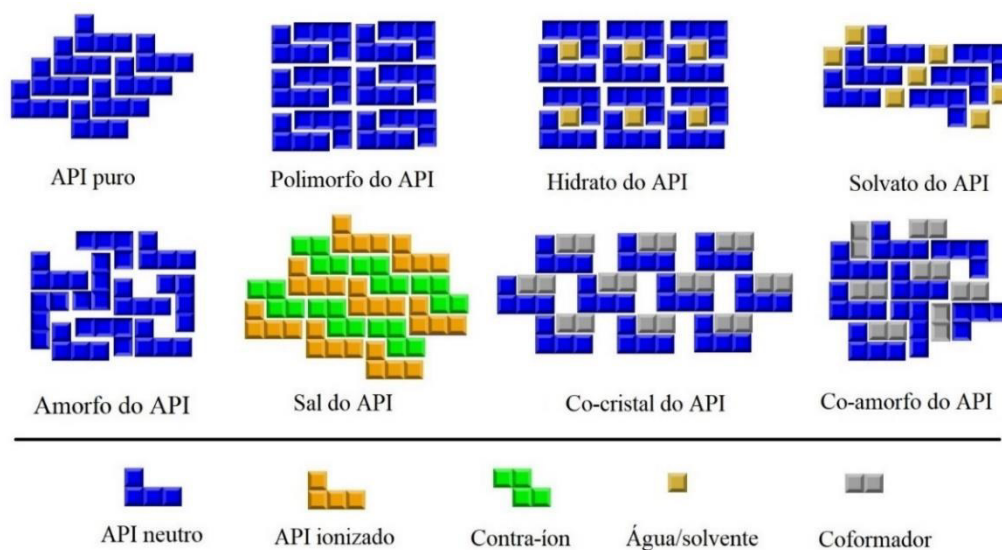 API puro
Polimorfo do API
Hidrato do API
Solvato do API
Amorfo do API
Sal do API
Co-cristal do API
Co-amorfo do API
API neutro
API ionizado
Contra-íon
Água/solvente
Coformador